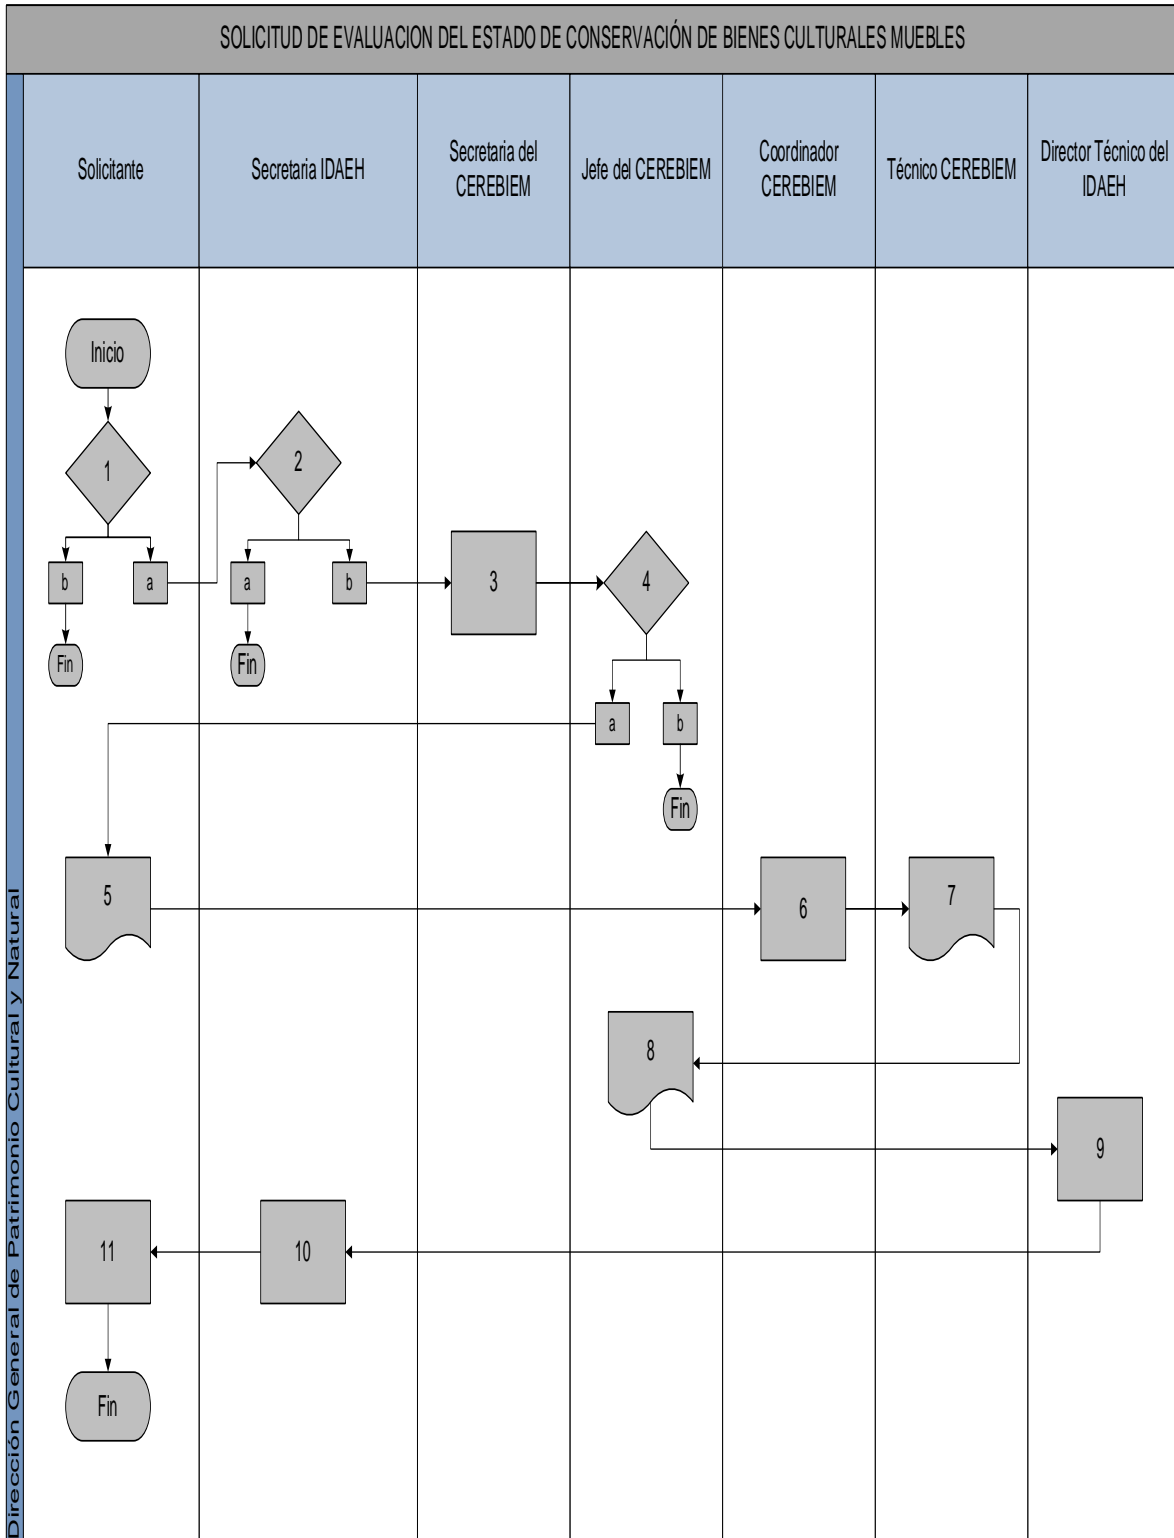 SOLICITUD DE EVALUACION DEL ESTADO DE CONSERVACIÓN DE BIENES CULTURALES MUEBLES
Dirección General de Patrimonio Cultural y Natural
Solicitante
Secretaria IDAEH
Secretaria del
CEREBIEM
Jefe del CEREBIEM
Coordinador
CEREBIEM
Técnico CEREBIEM
Director Técnico del
IDAEH
Inicio
1
2
b
a
a
b
3
4
Fin
Fin
a
b
Fin
5
6
7
8
9
11
10
Fin